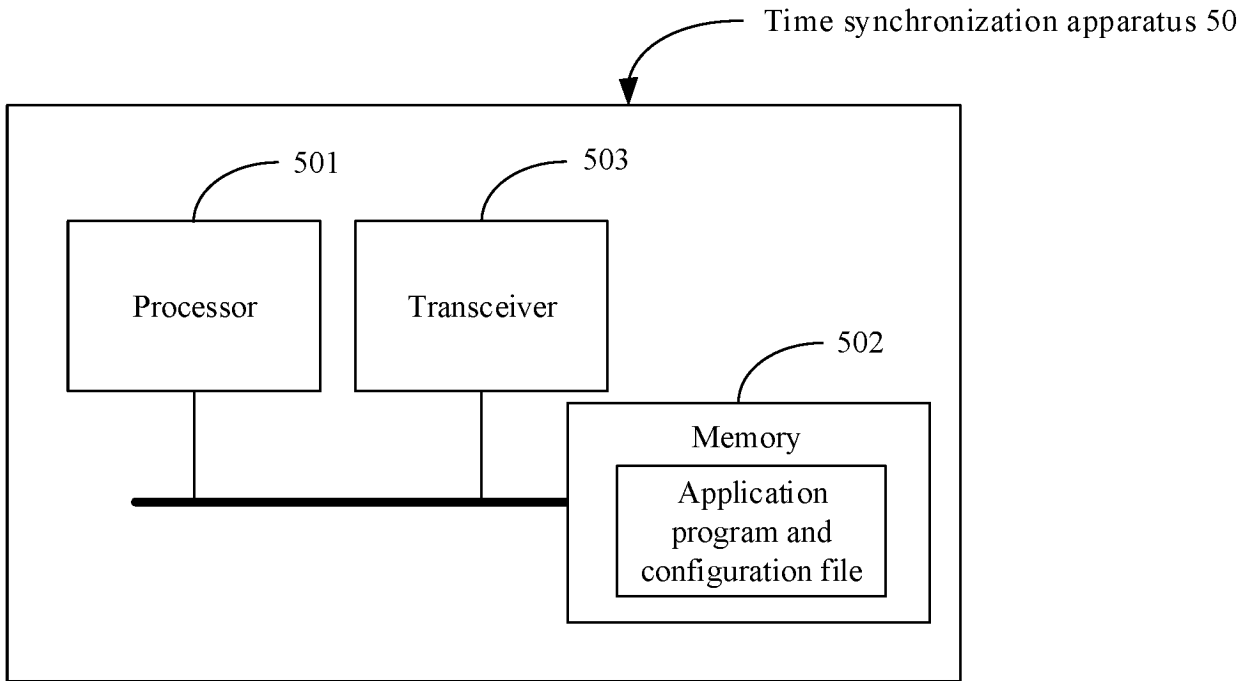 Time synchronization apparatus 50
501
503
Processor
Transceiver
502
Memory
Application
program and
configuration file